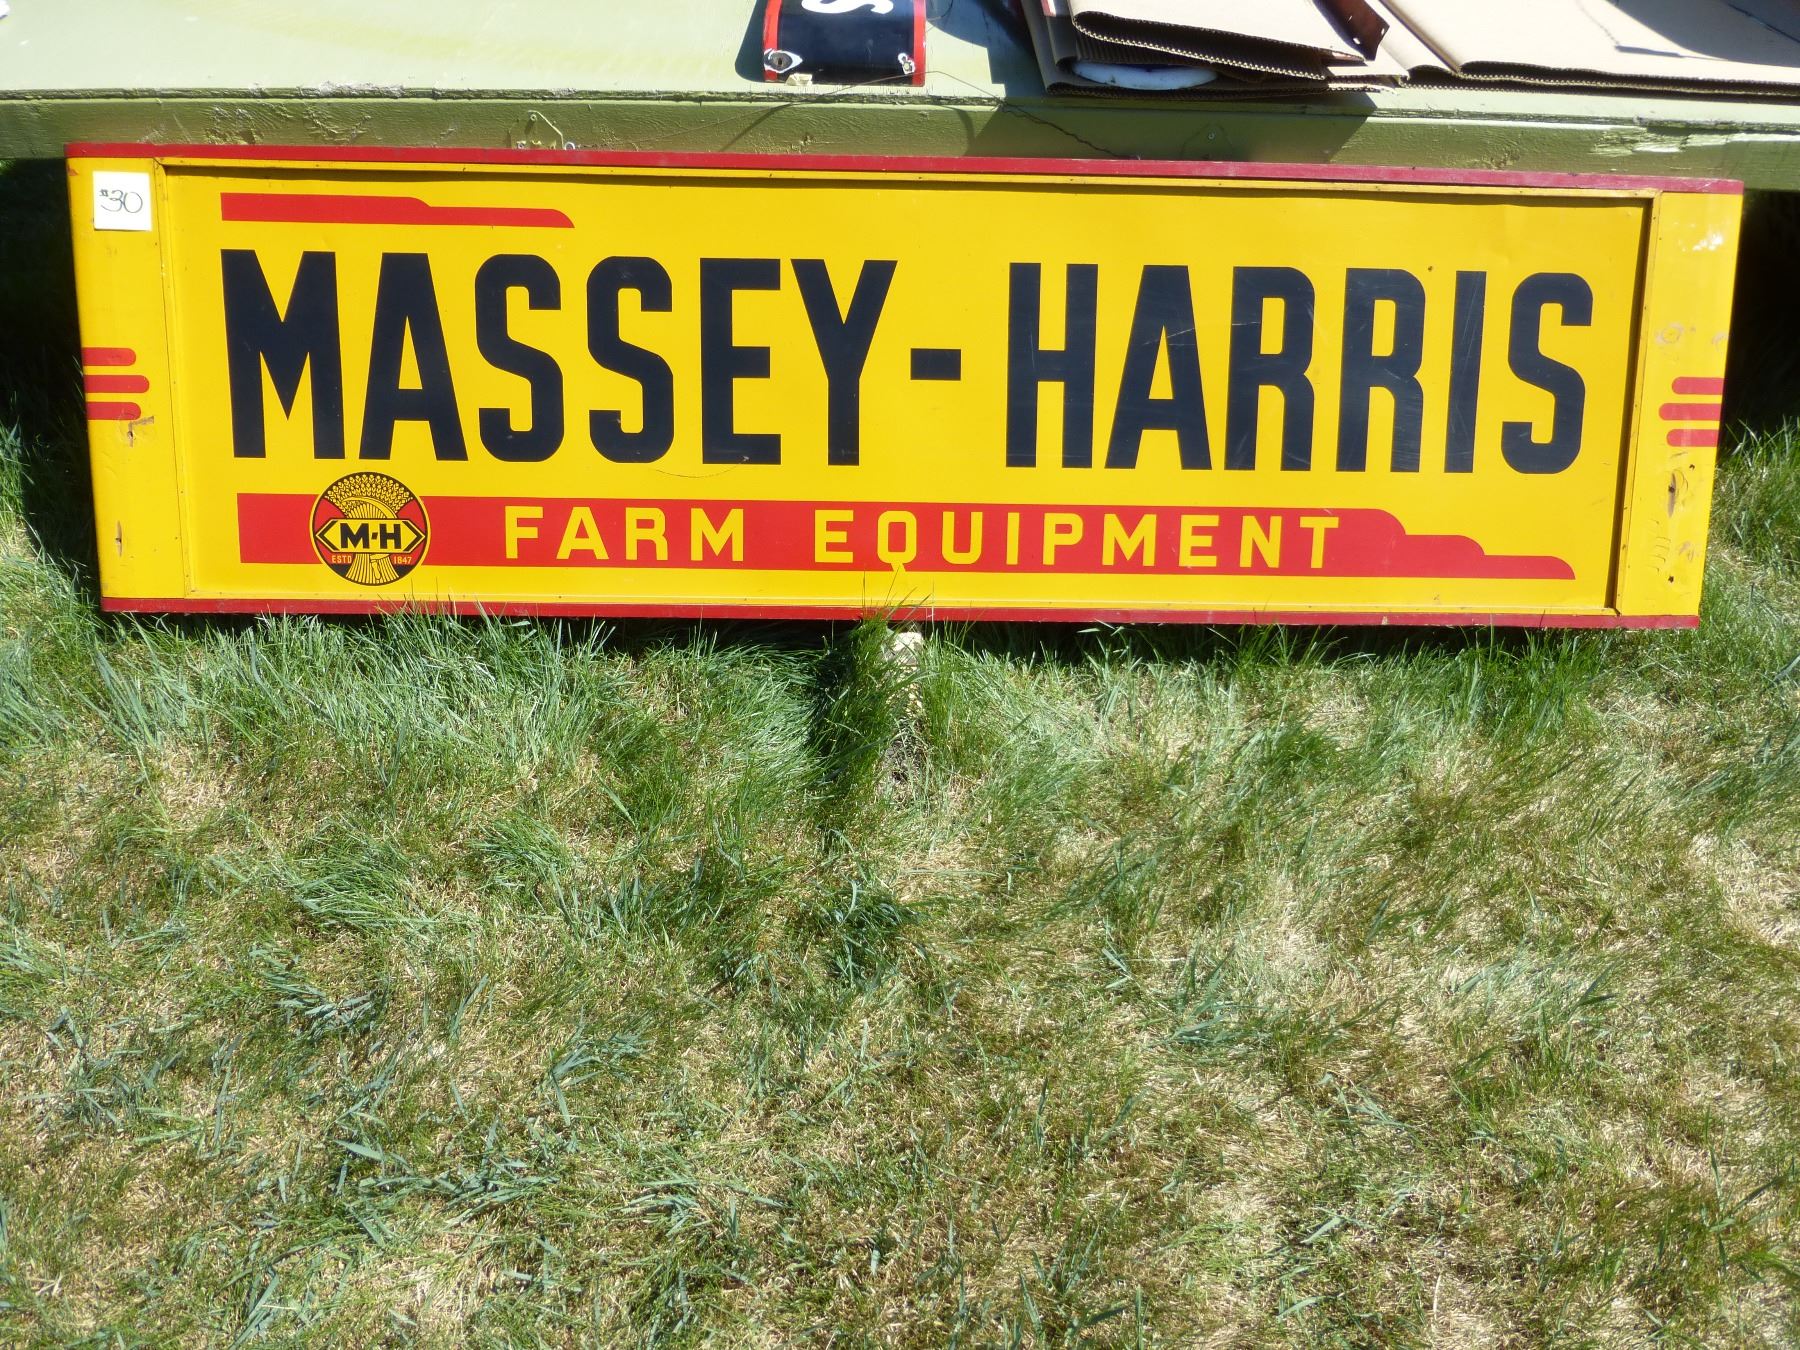 S
$30
MASSEY-HARRIS
M-H
ESTD 1847
FARM EQUIPMENT